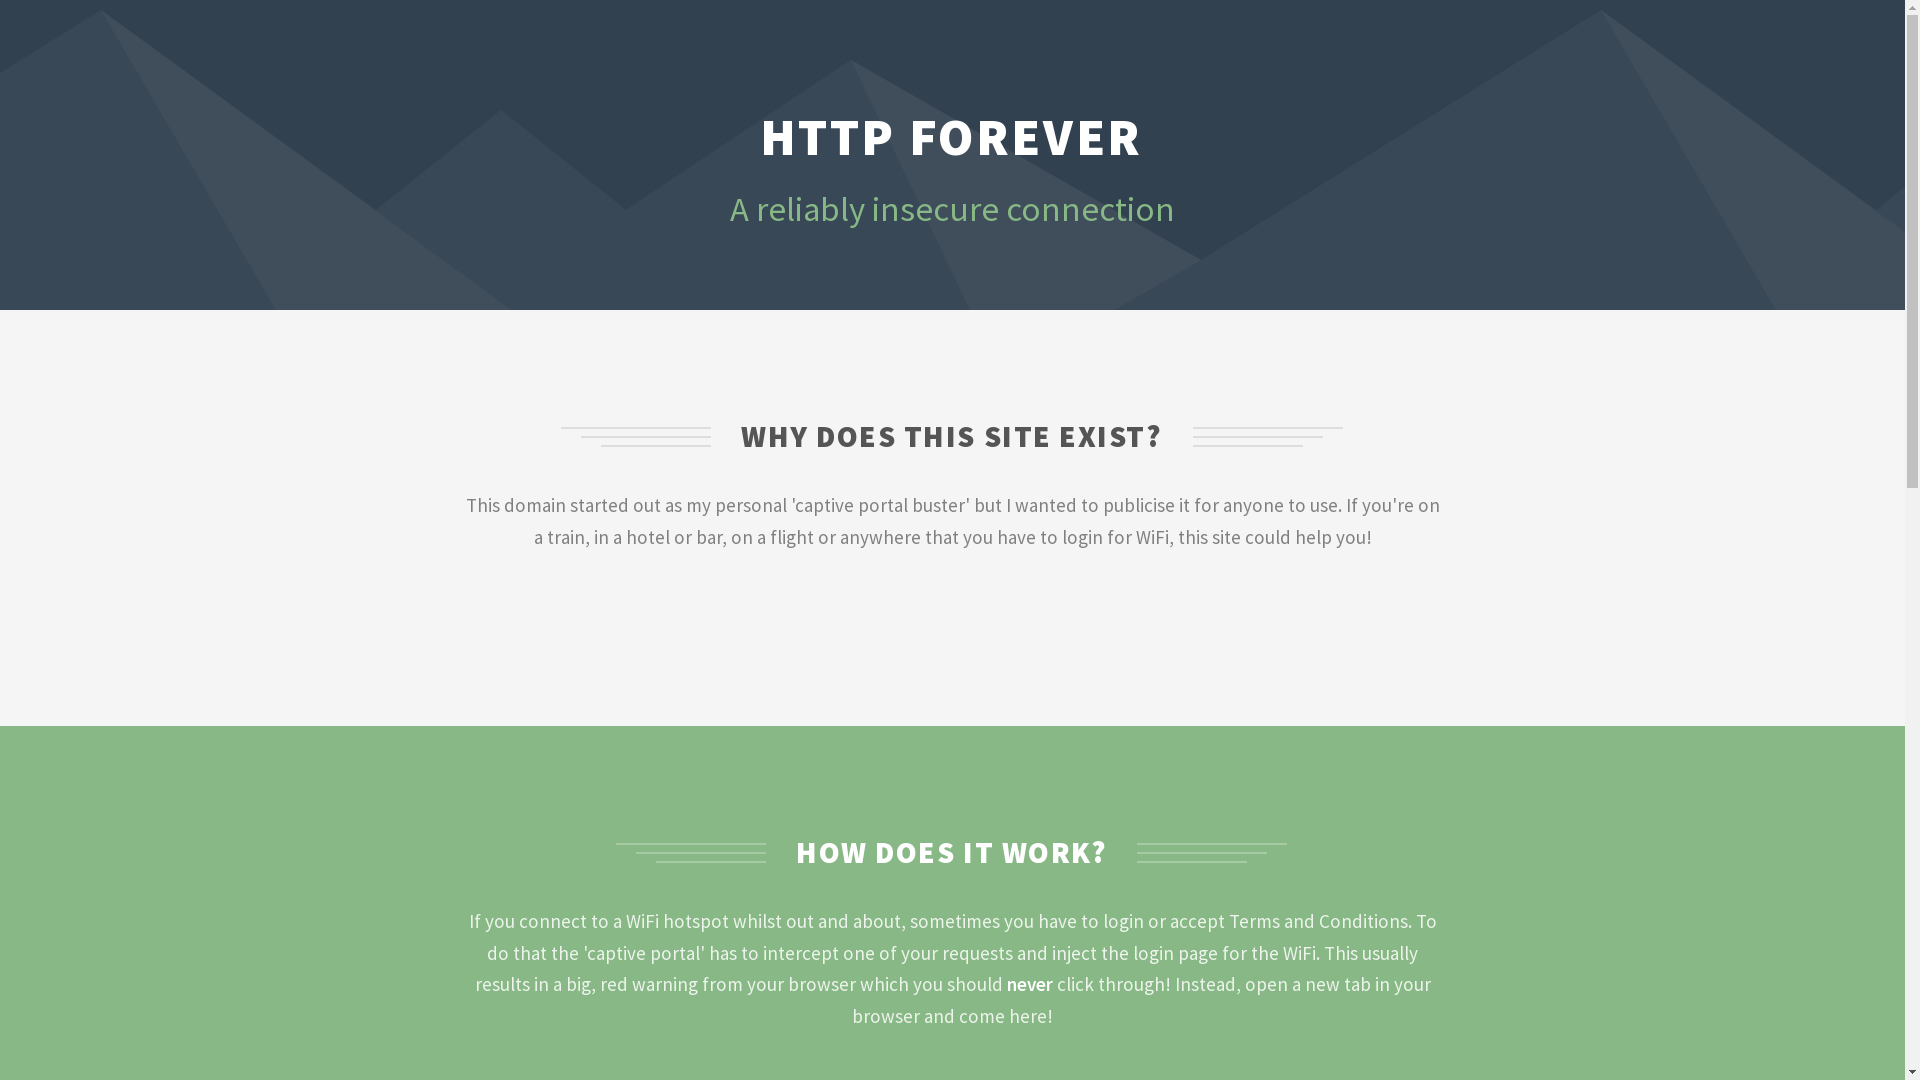 HTTP FOREVER
A reliably insecure connection
WHY DOES THIS SITE EXIST?
This domain started out as my personal 'captive portal buster' but I wanted to publicise it for anyone to use. If you're on
a train, in a hotel or bar, on a flight or anywhere that you have to login for WiFi, this site could help you!
HOW DOES IT WORK?
If you connect to a WiFi hotspot whilst out and about, sometimes you have to login or accept Terms and Conditions. To
do that the 'captive portal' has to intercept one of your requests and inject the login page for the WiFi. This usually
results in a big, red warning from your browser which you should never click through! Instead, open a new tab in your
browser and come here!